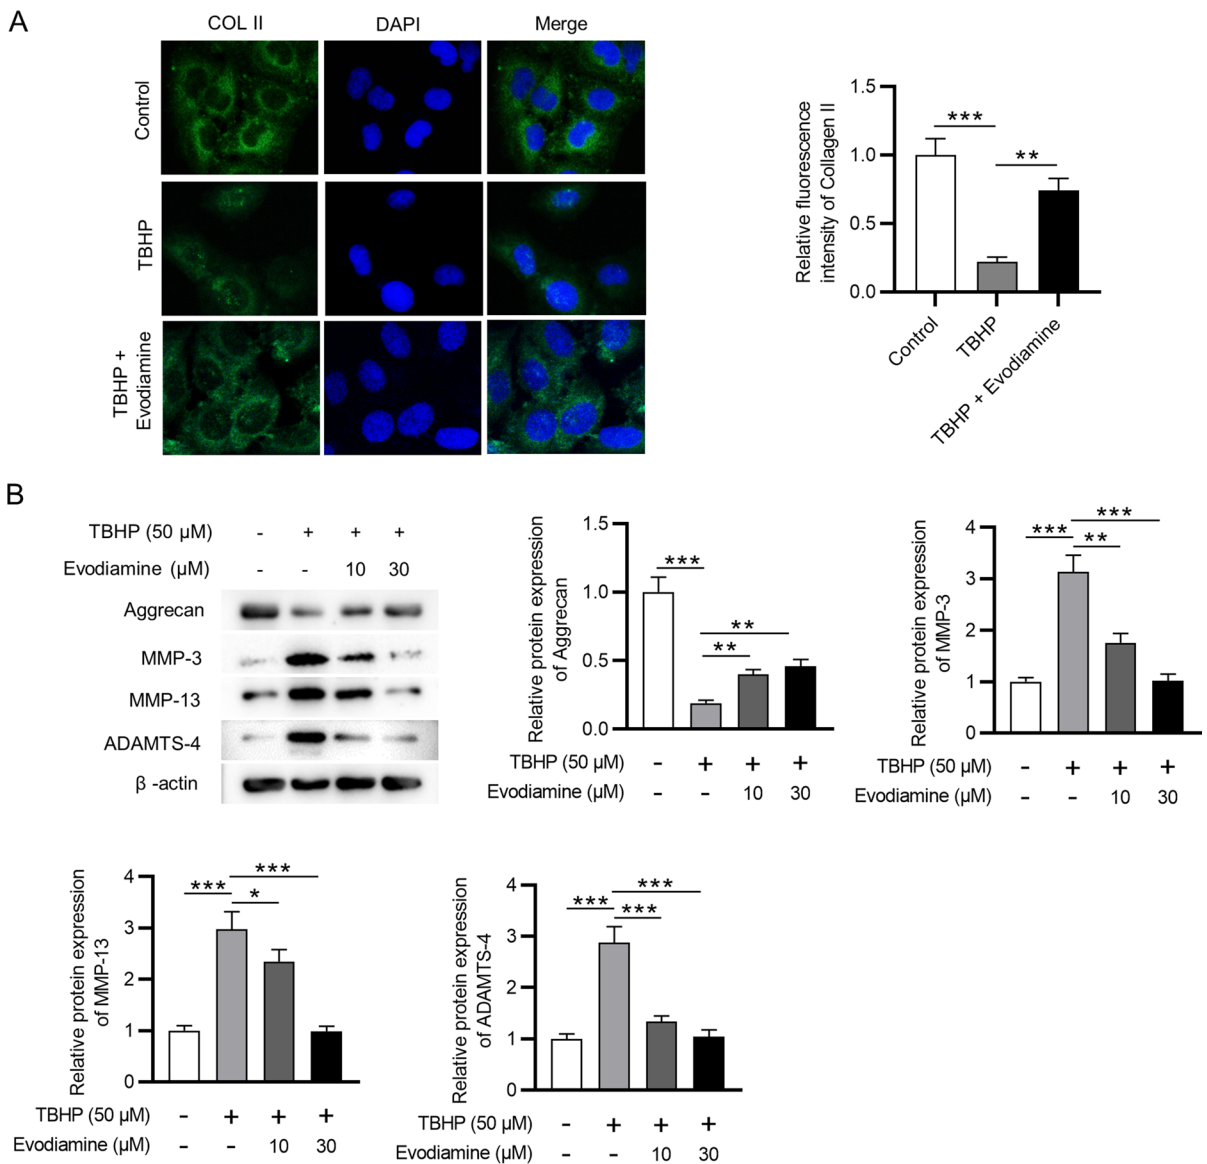 A
COL II DAPI Merge
Control
TBHP
TBHP +
Evodiamine
Relative fluorescence
intensity of Collagen II
1.5
1.0
0.5
0.0
***
**
Control
TBHP
TBHP + Evodiamine
B
TBHP (50 μM) - + + +
Evodiamine (μM) - - 10 30
Aggrecan
MMP-3
MMP-13
ADAMTS-4
β -actin
Relative protein expression
of Aggrecan
1.5
1.0
0.5
0.0
***
**
**
TBHP (50 μM) - + + +
Evodiamine (μM) - - 10 30
Relative protein expression
of MMP-3
4
3
2
1
0
***
***
**
TBHP (50 μM) - + + +
Evodiamine (μM) - - 10 30
Relative protein expression
of MMP-13
4
3
2
1
0
***
***
*
TBHP (50 μM) - + + +
Evodiamine (μM) - - 10 30
Relative protein expression
of ADAMTS-4
4
3
2
1
0
***
***
***
TBHP (50 μM) - + + +
Evodiamine (μM) - - 10 30